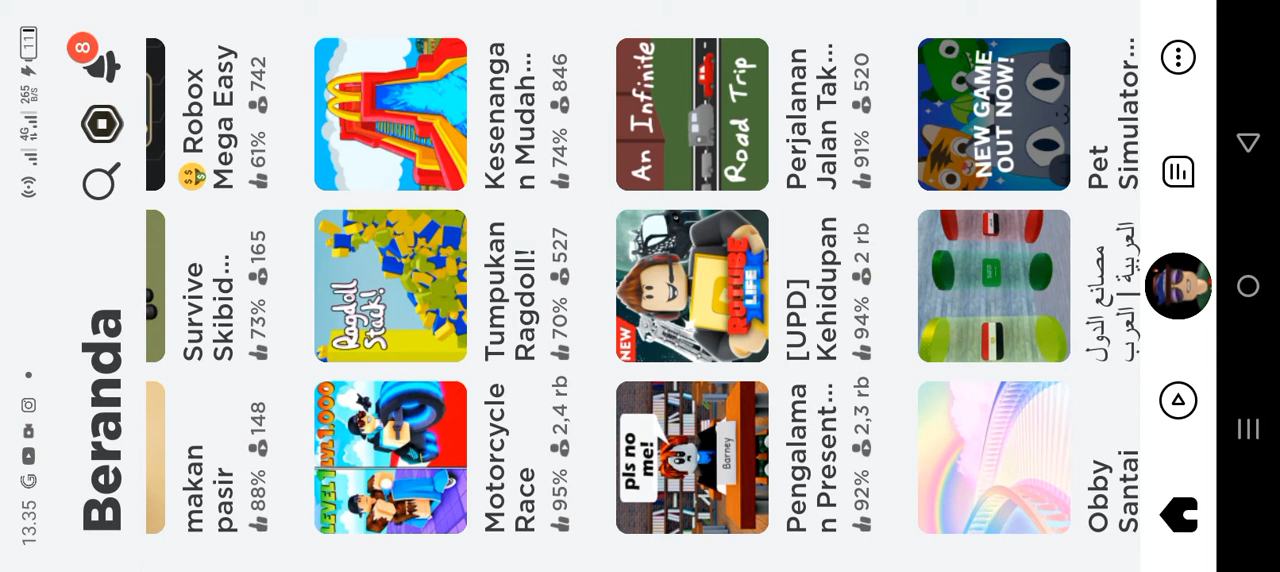 13.35
4G
265
B/S
11
Beranda
8
makan
pasir
88% 148
Survive
Skibid...
73% 165
🤑 Robox
Mega Easy
61% 742
LEVEL 1 LVL 1.000
Motorcycle
Race
95% 2,4 rb
Ragdoll
Stack!
Tumpukan
Ragdoll!
70% 527
Kesenanga
n Mudah...
74% 846
pls no
me!
Barney
Pengalama
n Present...
92% 2,3 rb
NEW
PUTUBE
LIFE
[UPD]
Kehidupan
94% 2 rb
An Infinite
Road Trip
Perjalanan
Jalan Tak...
91% 520
Obby
Santai
مصانع الدول
العربية | العرب
NEW GAME
OUT NOW!
Pet
Simulator...